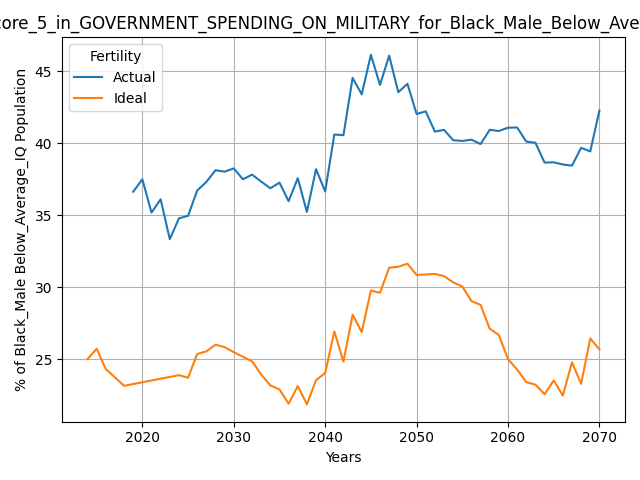 core_5_in_GOVERNMENT_SPENDING_ON_MILITARY_for_Black_Male_Below_Ave
Fertility
Actual
Ideal
% of Black_Male Below_Average_IQ Population
45
40
35
30
25
2020 2030 2040 2050 2060 2070
Years